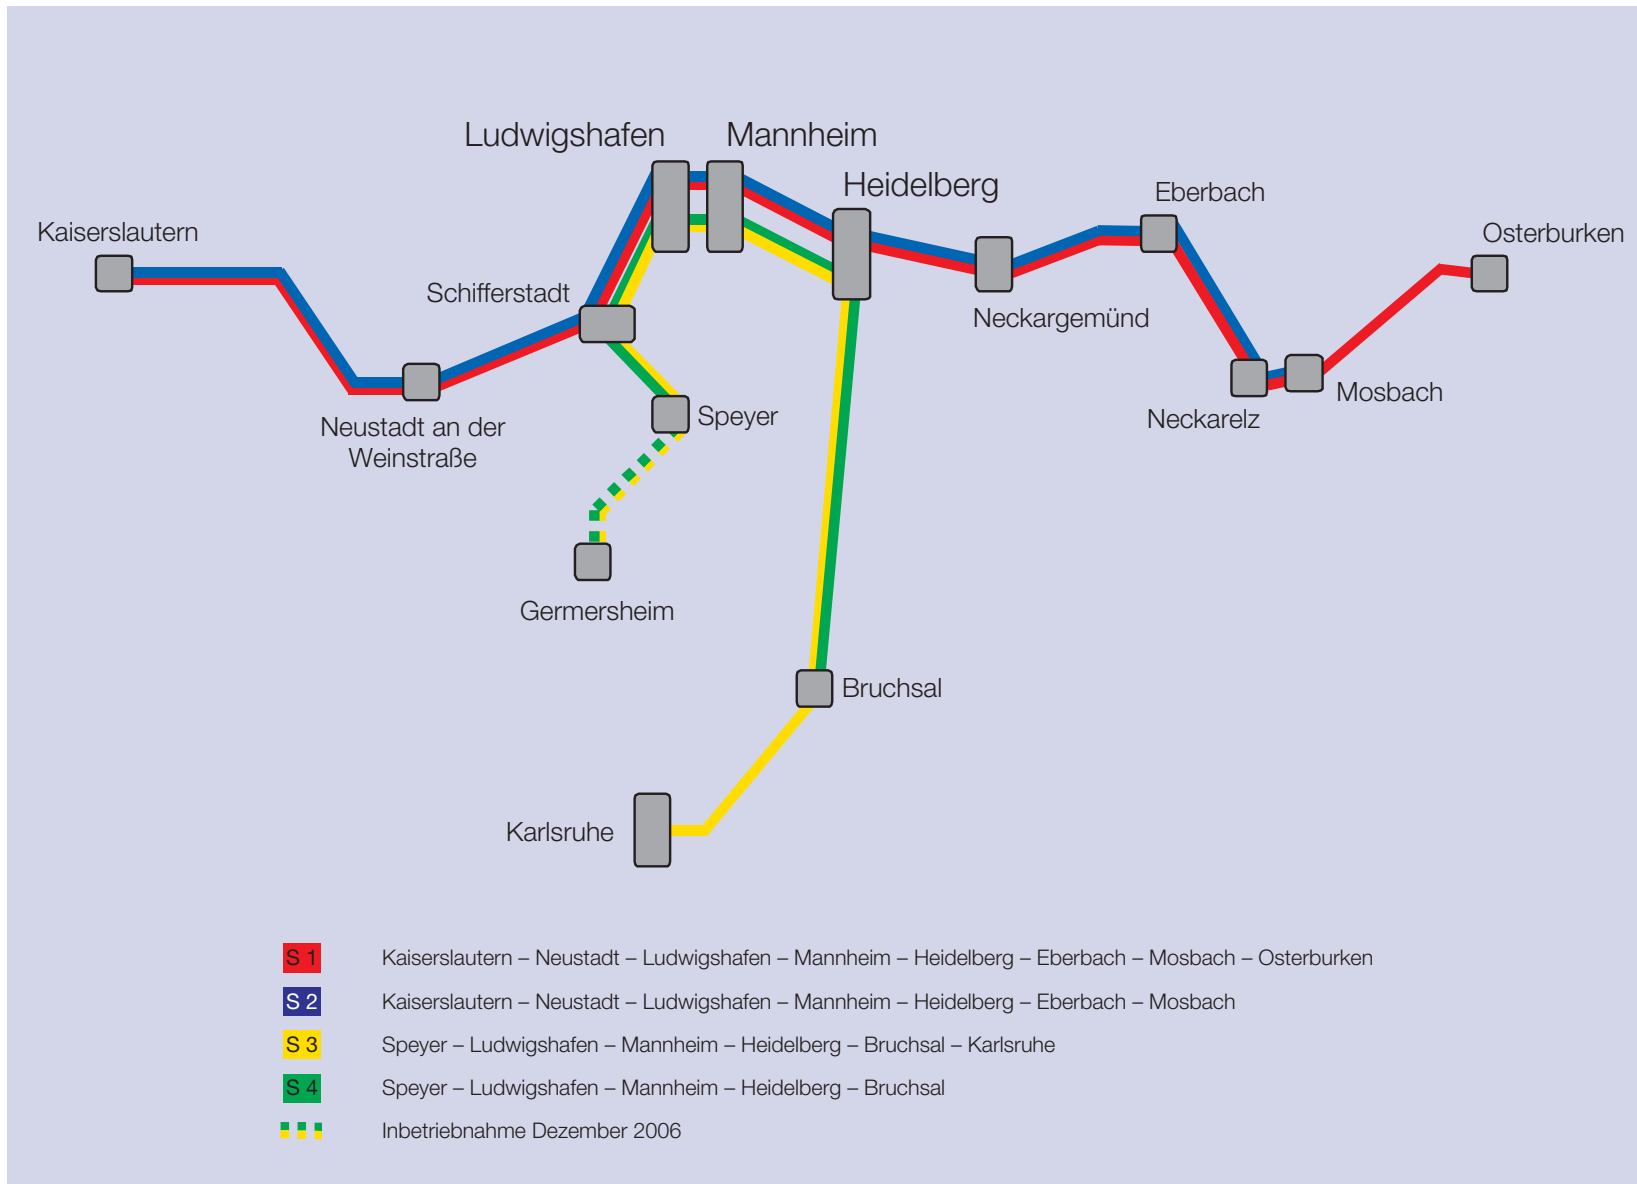 Ludwigshafen
Mannheim
Heidelberg
Eberbach
Kaiserslautern
Osterburken
Schifferstadt
Neckargemünd
Mosbach
Neckarelz
Speyer
Neustadt an der
Weinstraße
Germersheim
Bruchsal
Karlsruhe
S 1 Kaiserslautern – Neustadt – Ludwigshafen – Mannheim – Heidelberg – Eberbach – Mosbach – Osterburken
S 2 Kaiserslautern – Neustadt – Ludwigshafen – Mannheim – Heidelberg – Eberbach – Mosbach
S 3 Speyer – Ludwigshafen – Mannheim – Heidelberg – Bruchsal – Karlsruhe
S 4 Speyer – Ludwigshafen – Mannheim – Heidelberg – Bruchsal
Inbetriebnahme Dezember 2006